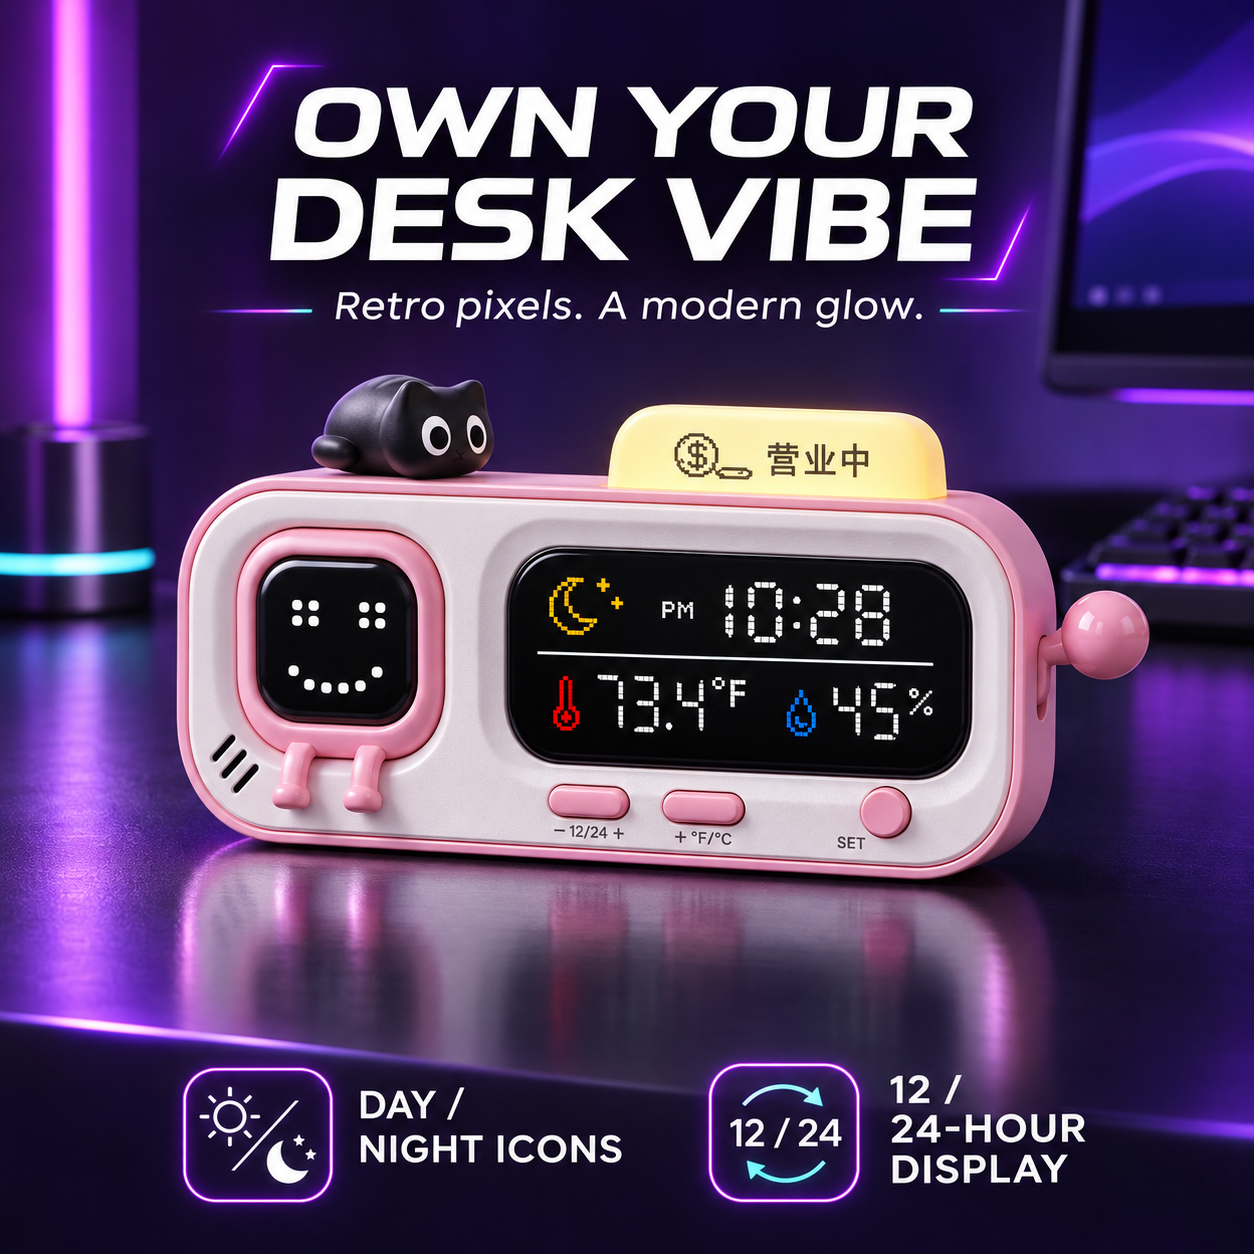 OWN YOUR
DESK VIBE
Retro pixels. A modern glow.
$ 营业中
PM 10:28
73.4°F 45%
− 12/24 +
+ °F/°C
SET
DAY /
NIGHT ICONS
12 / 24
12 /
24-HOUR
DISPLAY